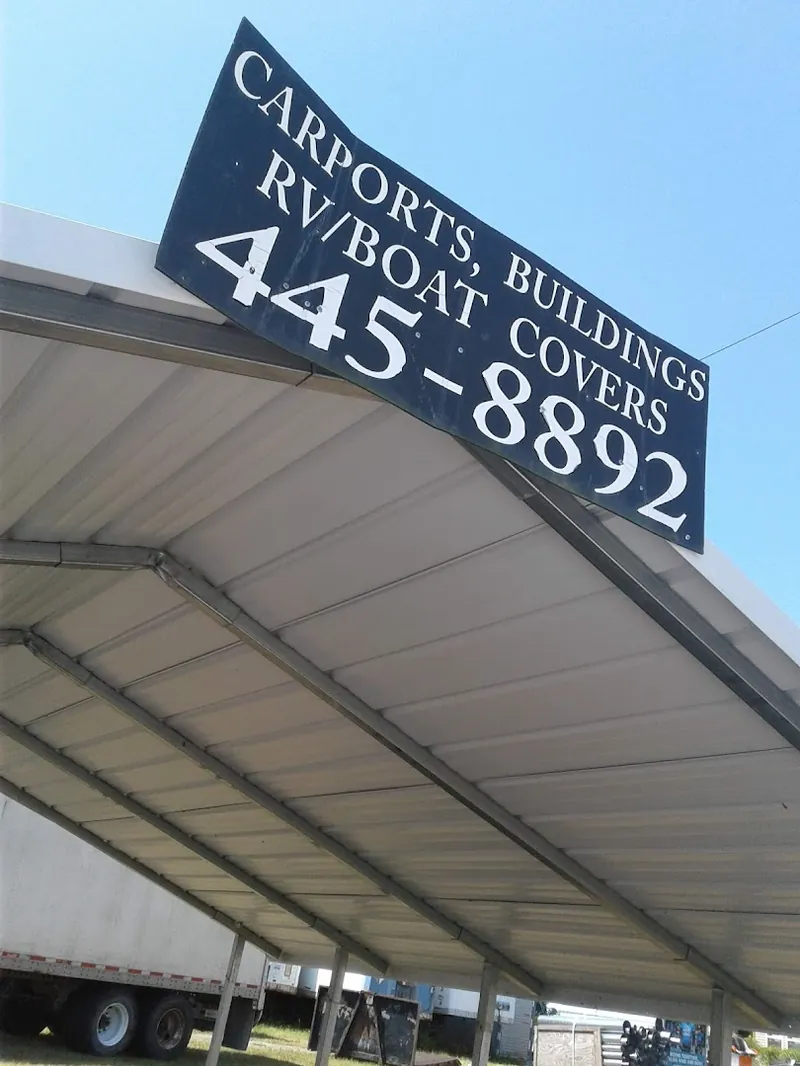 CARPORTS, BUILDINGS
RV/BOAT COVERS
445-8892